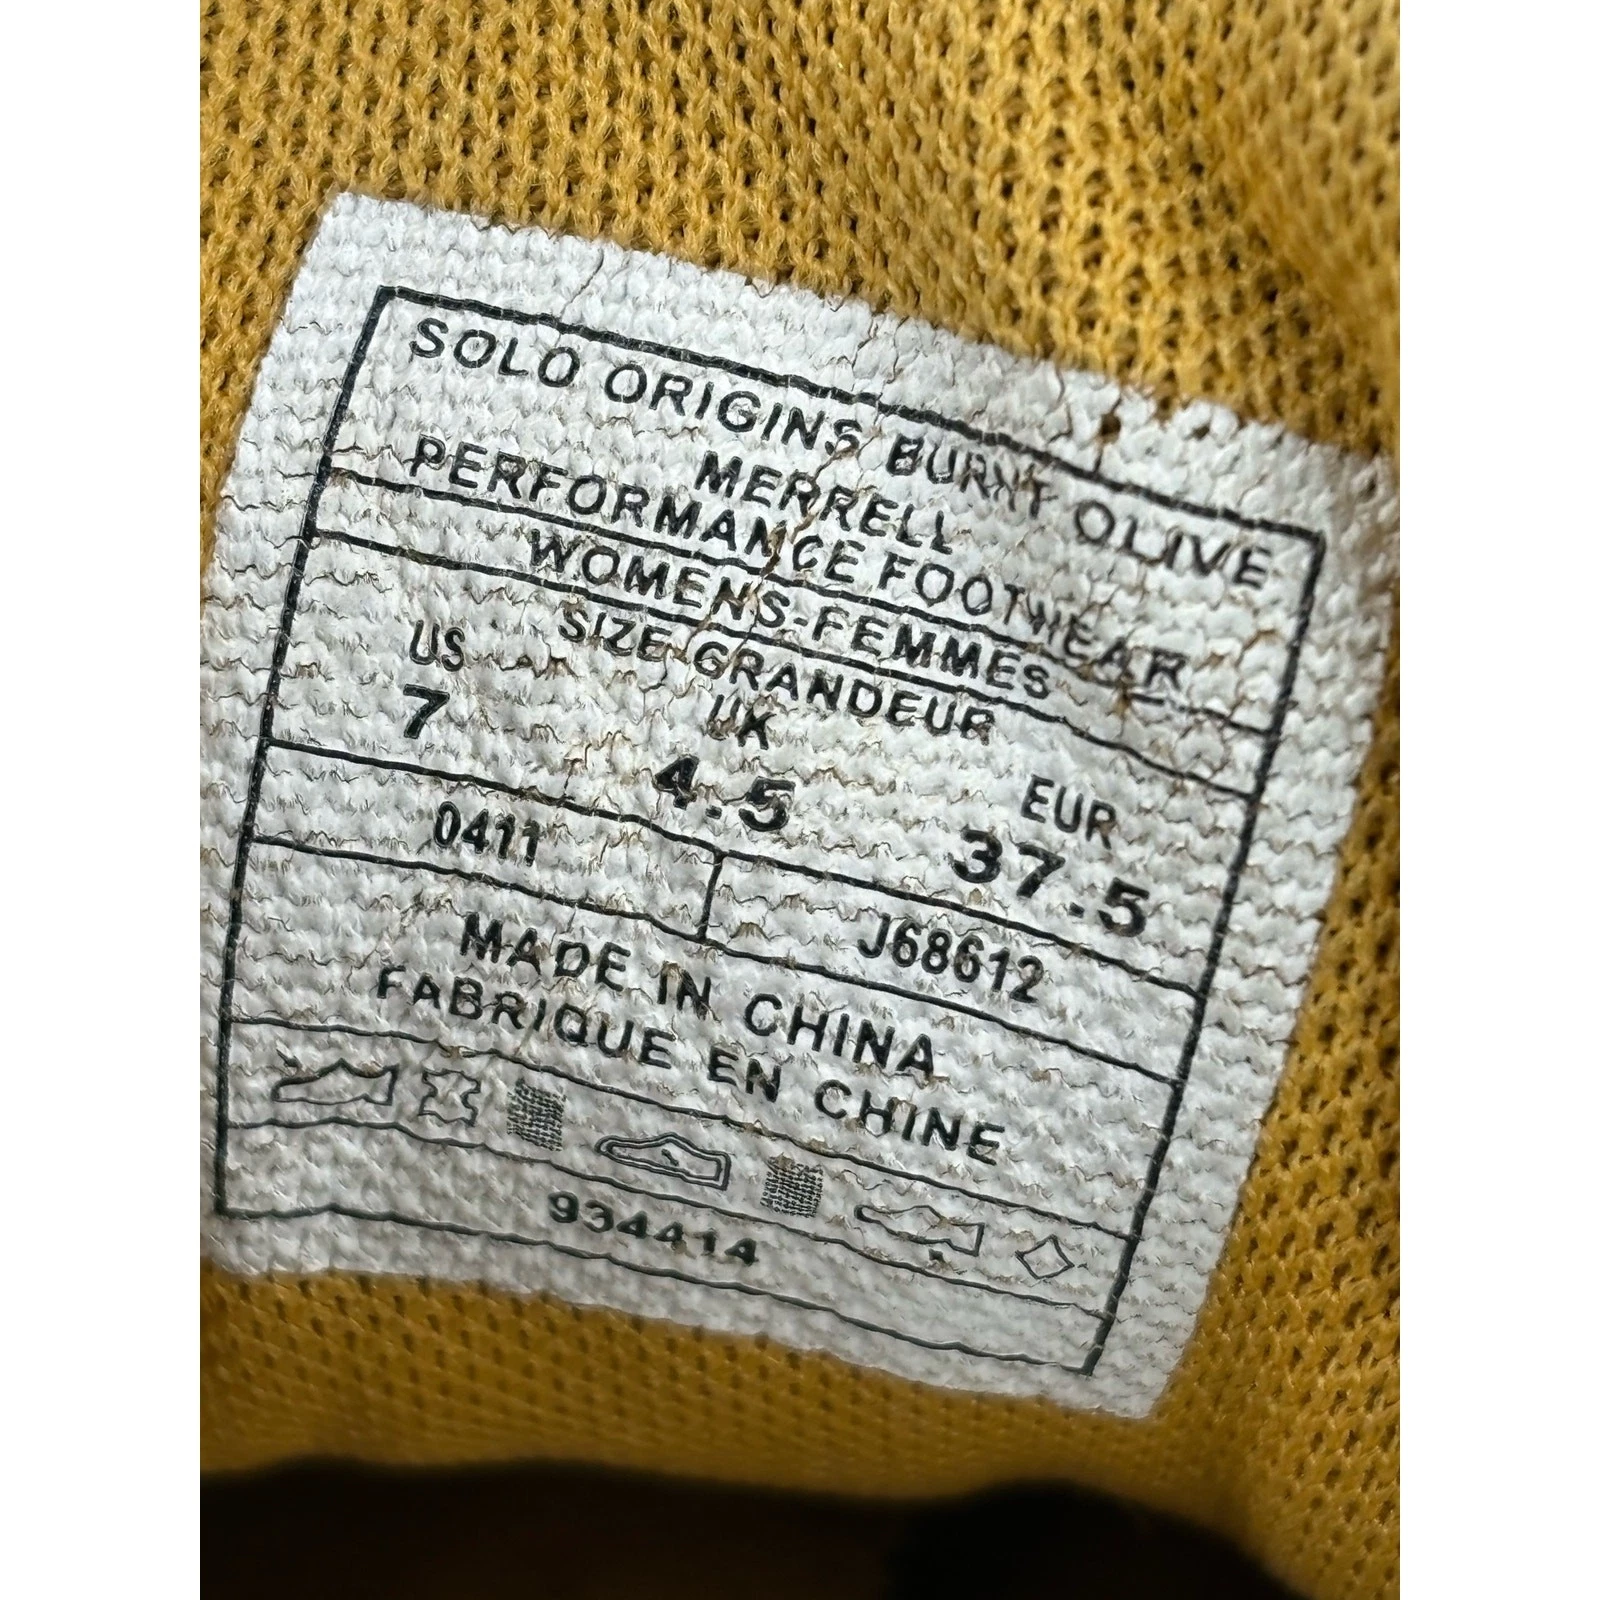 SOLO ORIGINS BURNT OLIVE
MERRELL
PERFORMANCE FOOTWEAR
WOMENS-FEMMES
SIZE-GRANDEUR
US UK EUR
7 4.5 37.5
0411 J68612
MADE IN CHINA
FABRIQUE EN CHINE
934414